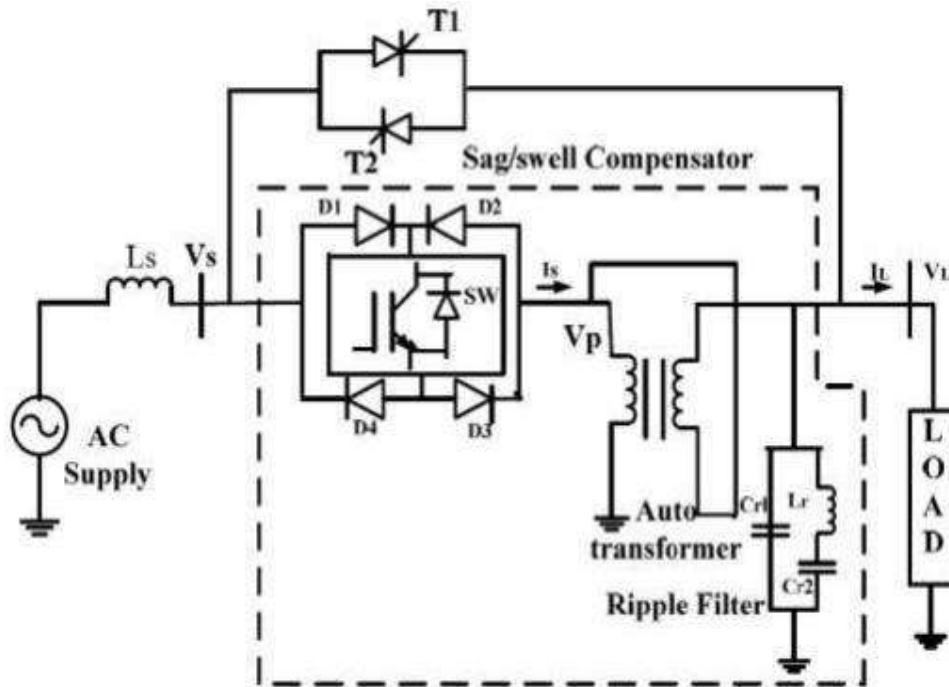 T1
T2
Sag/swell Compensator
D1
D2
Ls
Vs
SW
Is
IL
VL
Vp
D4
D3
AC
Supply
Auto
transformer
Cr1
Lr
Cr2
Ripple Filter
LOAD